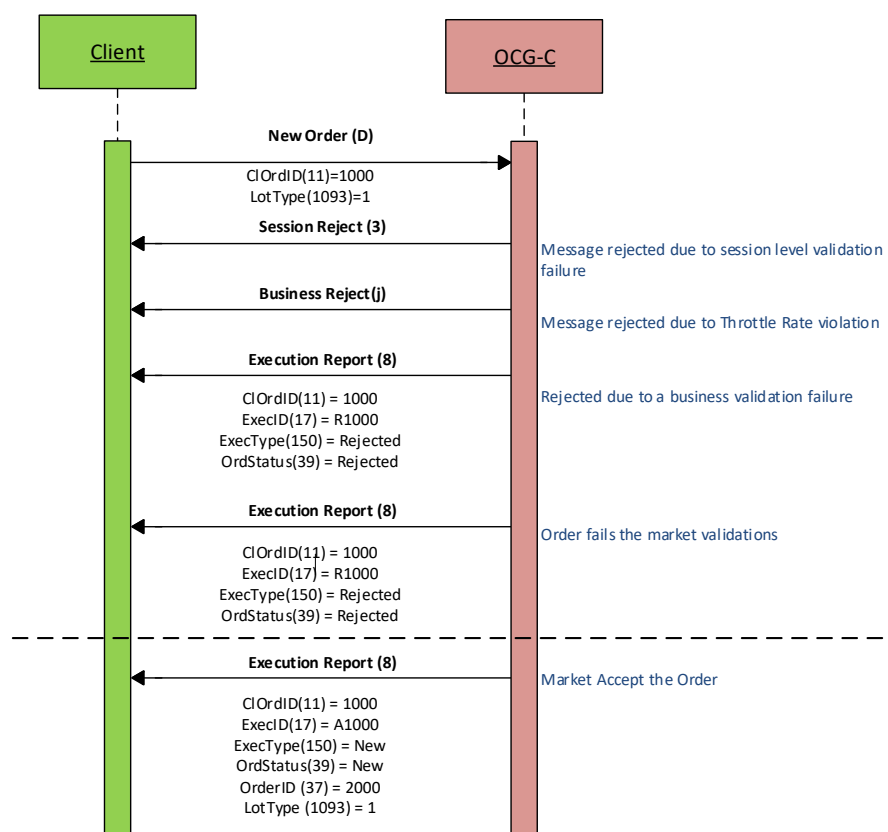 Client
OCG-C
New Order (D)
ClOrdID(11)=1000
LotType(1093)=1
Session Reject (3)
Message rejected due to session level validation
failure
Business Reject(j)
Message rejected due to Throttle Rate violation
Execution Report (8)
Rejected due to a business validation failure
ClOrdID(11) = 1000
ExecID(17) = R1000
ExecType(150) = Rejected
OrdStatus(39) = Rejected
Execution Report (8)
Order fails the market validations
ClOrdID(11) = 1000
ExecID(17) = R1000
ExecType(150) = Rejected
OrdStatus(39) = Rejected
Execution Report (8)
Market Accept the Order
ClOrdID(11) = 1000
ExecID(17) = A1000
ExecType(150) = New
OrdStatus(39) = New
OrderID (37) = 2000
LotType (1093) = 1